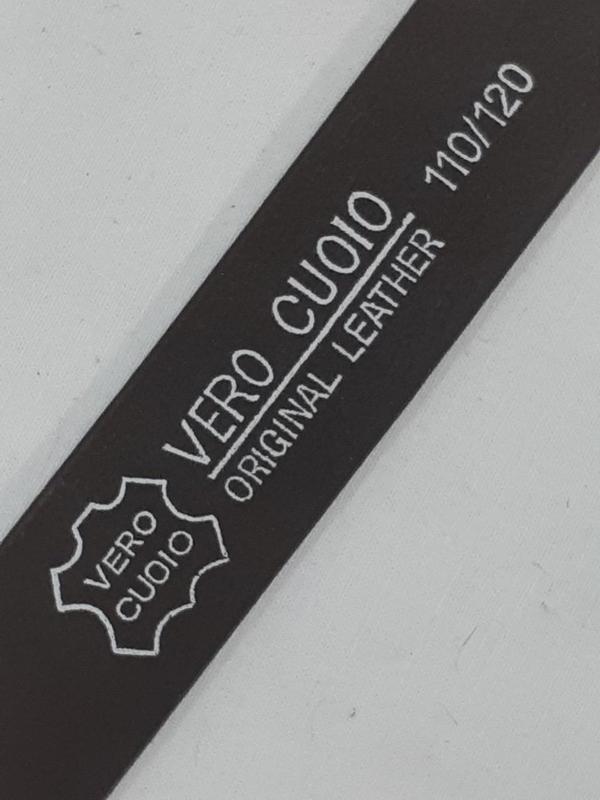 VERO
CUOIO
VERO CUOIO
ORIGINAL LEATHER
110/120